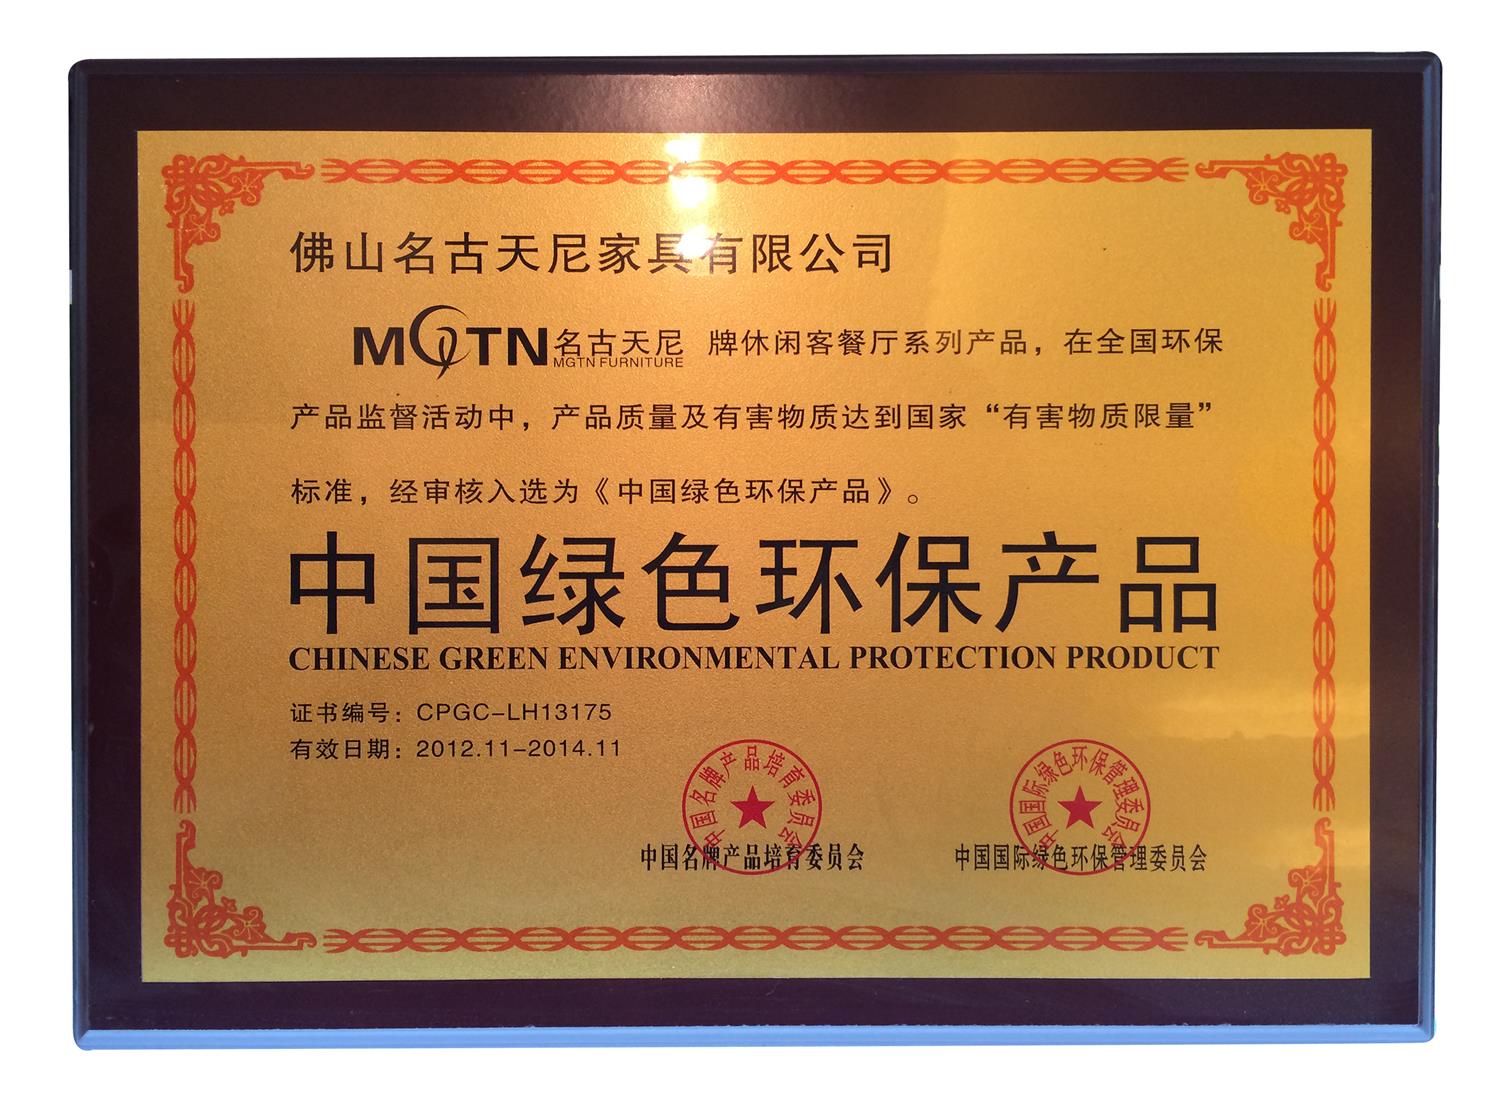 佛山名古天尼家具有限公司
MGTN名古天尼 MGTN FURNITURE 牌休闲客餐厅系列产品，在全国环保
产品监督活动中，产品质量及有害物质达到国家“有害物质限量”
标准，经审核入选为《中国绿色环保产品》。
中国绿色环保产品
CHINESE GREEN ENVIRONMENTAL PROTECTION PRODUCT
证书编号：CPGC-LH13175
有效日期：2012.11-2014.11
中国名牌产品培育委员会
中国国际绿色环保管理委员会
中国名牌产品培育委员会
中国国际绿色环保管理委员会